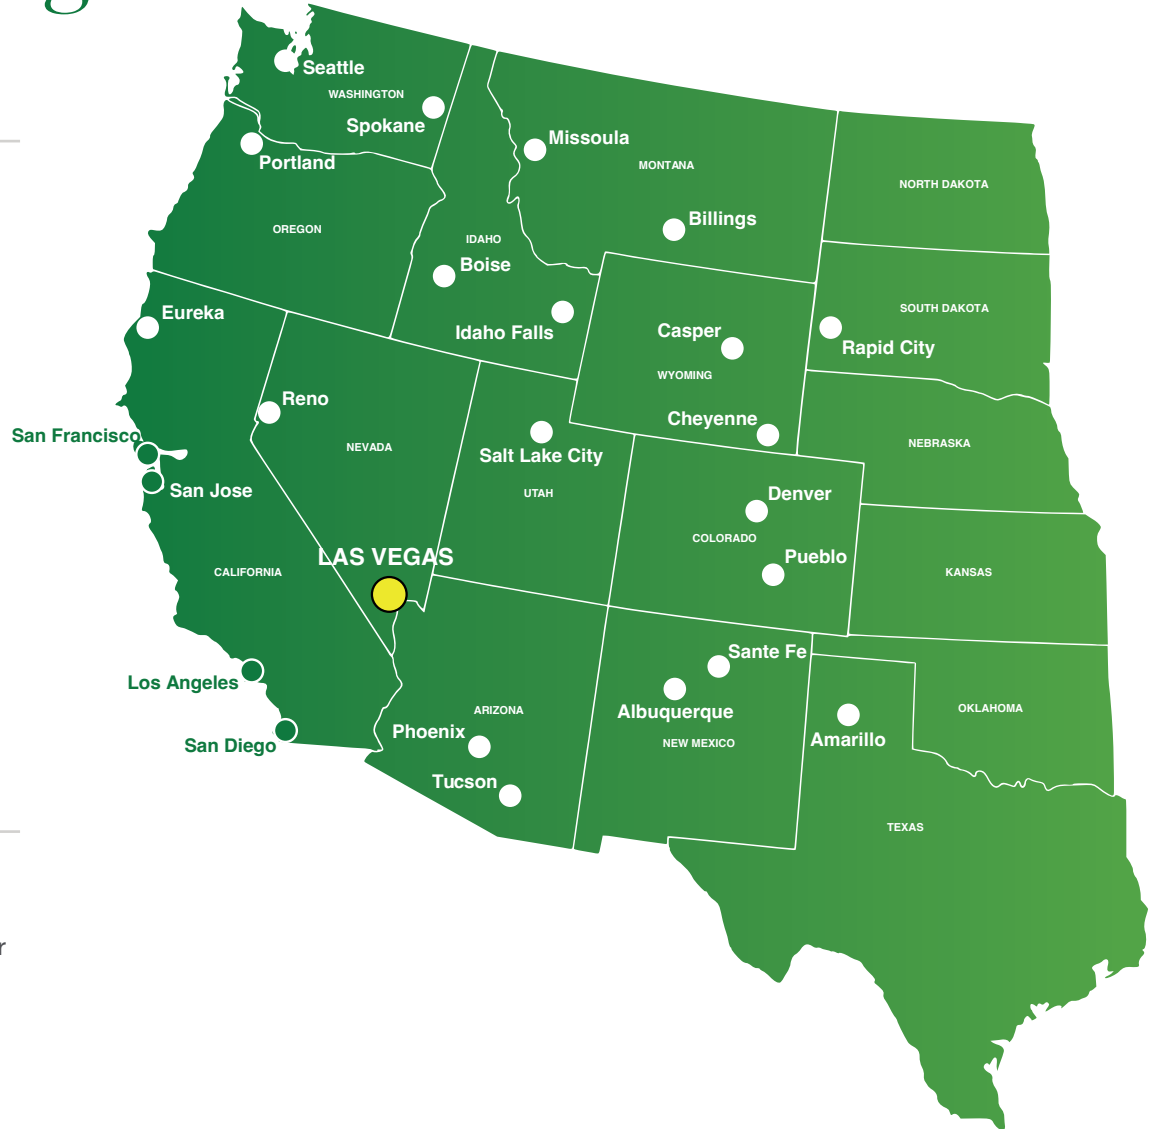 g
Seattle
WASHINGTON
Spokane
Missoula
Portland
MONTANA
NORTH DAKOTA
Billings
OREGON
IDAHO
Boise
Eureka
SOUTH DAKOTA
Idaho Falls
Casper
Rapid City
WYOMING
Reno
Cheyenne
San Francisco
NEVADA
NEBRASKA
Salt Lake City
San Jose
UTAH
Denver
COLORADO
LAS VEGAS
Pueblo
CALIFORNIA
KANSAS
Sante Fe
Los Angeles
ARIZONA
Albuquerque
OKLAHOMA
Phoenix
Amarillo
San Diego
NEW MEXICO
Tucson
TEXAS
r